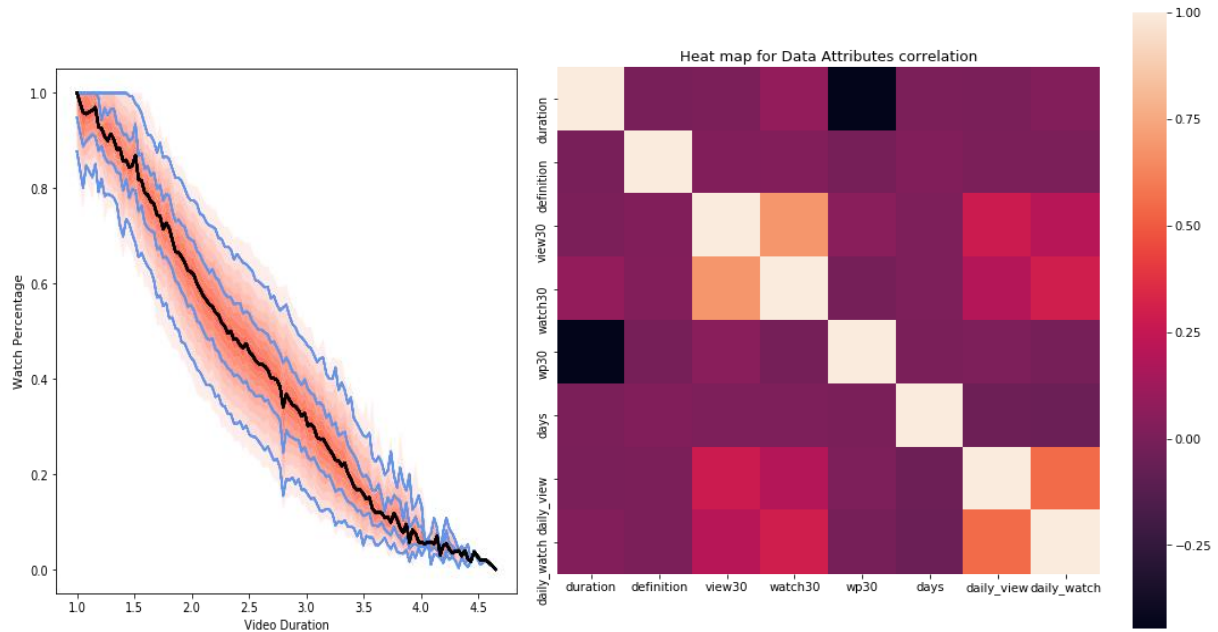 Watch Percentage
1.0
0.8
0.6
0.4
0.2
0.0
1.0 1.5 2.0 2.5 3.0 3.5 4.0 4.5
Video Duration
Heat map for Data Attributes correlation
duration
definition
view30
watch30
wp30
days
daily_view
daily_watch
duration definition view30 watch30 wp30 days daily_view daily_watch
1.00
0.75
0.50
0.25
0.00
−0.25